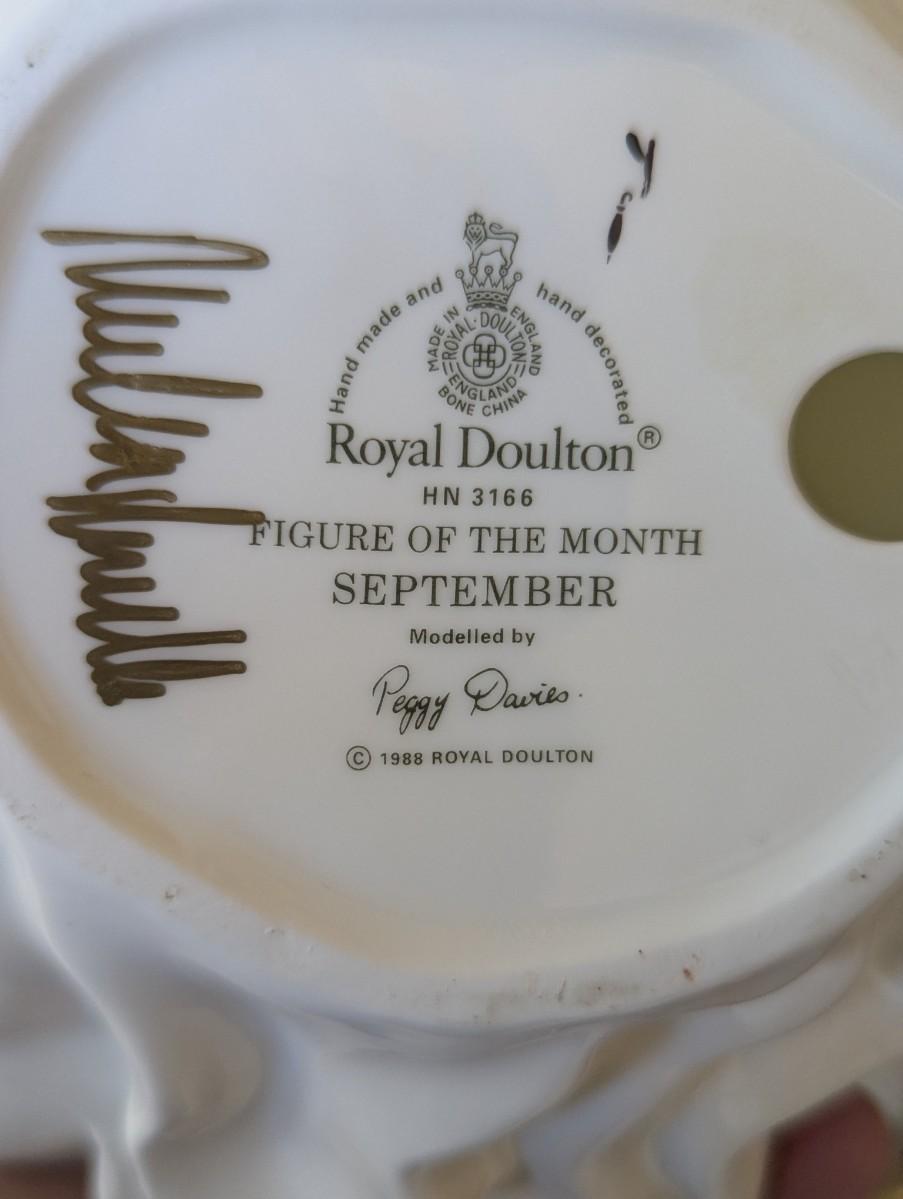 Hand made and hand decorated
MADE IN ENGLAND
ROYAL·DOULTON
ENGLAND
BONE CHINA
Royal Doulton®
HN 3166
FIGURE OF THE MONTH
SEPTEMBER
Modelled by
Peggy Davies.
© 1988 ROYAL DOULTON